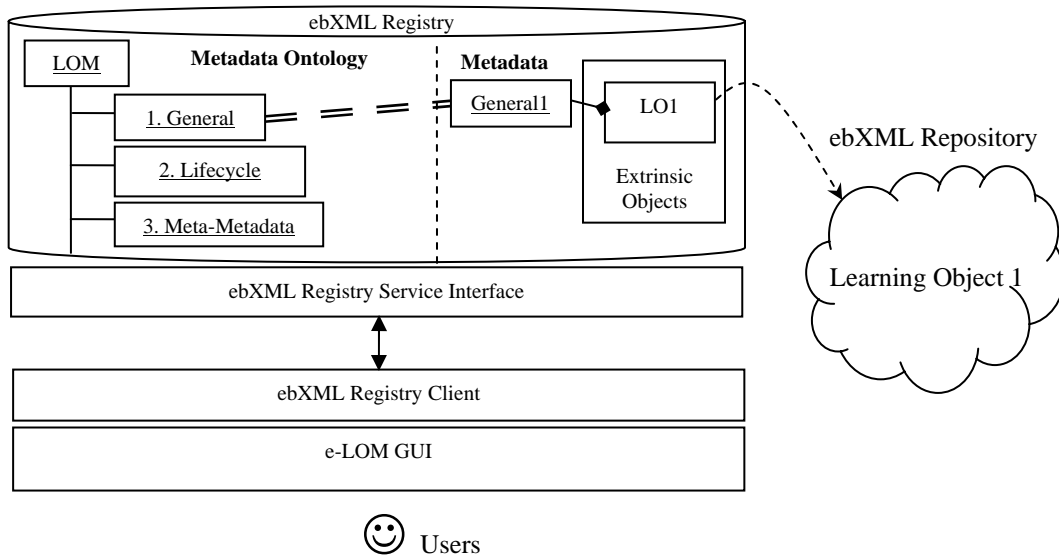 ebXML Registry
LOM
Metadata Ontology
Metadata
1. General
General1
LO1
2. Lifecycle
Extrinsic
Objects
3. Meta-Metadata
ebXML Repository
Learning Object 1
ebXML Registry Service Interface
ebXML Registry Client
e-LOM GUI
Users